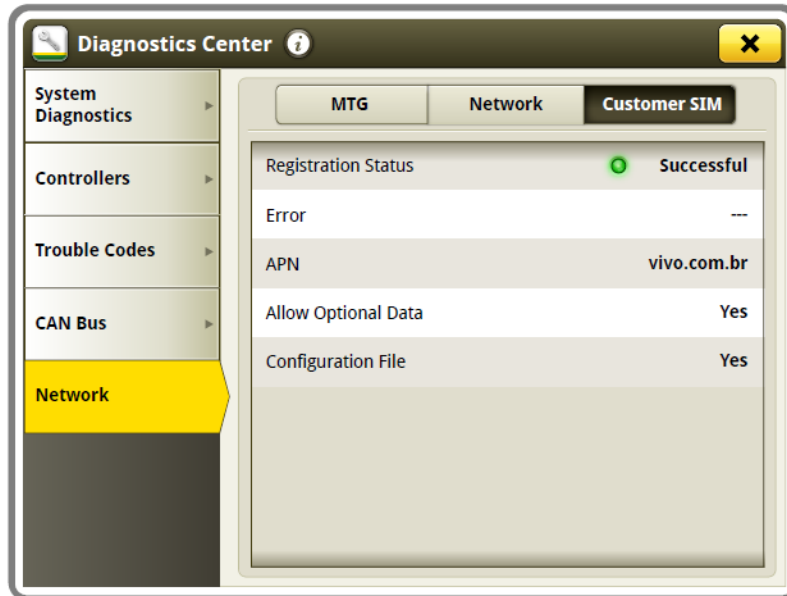 Diagnostics Center i
MTG Network Customer SIM
System
Diagnostics
Controllers
Trouble Codes
CAN Bus
Network
Registration Status Successful
Error ---
APN vivo.com.br
Allow Optional Data Yes
Configuration File Yes